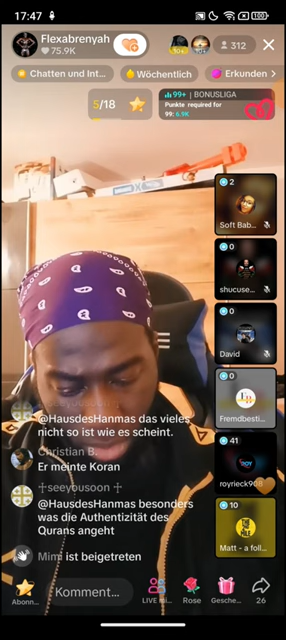 17:47
100
Flexabrenyah
75.9K
312
Chatten und Int...
Wöchentlich
Erkunden >
5/18
99+ | BONUSLIGA
Punkte required for
99: 6.9K
2
Soft Bab...
0
shucuse...
0
David
0
Fremdbesti...
41
royrieck908
10
Matt - a foll...
@HausdesHanmas das vieles
nicht so ist wie es scheint.
Christian B.
Er meinte Koran
seeyousoon
@HausdesHanmas besonders
was die Authentizität des
Qurans angeht
Mimi ist beigetreten
Abonn...
Komment...
LIVE mi...
Rose
Gesche...
26